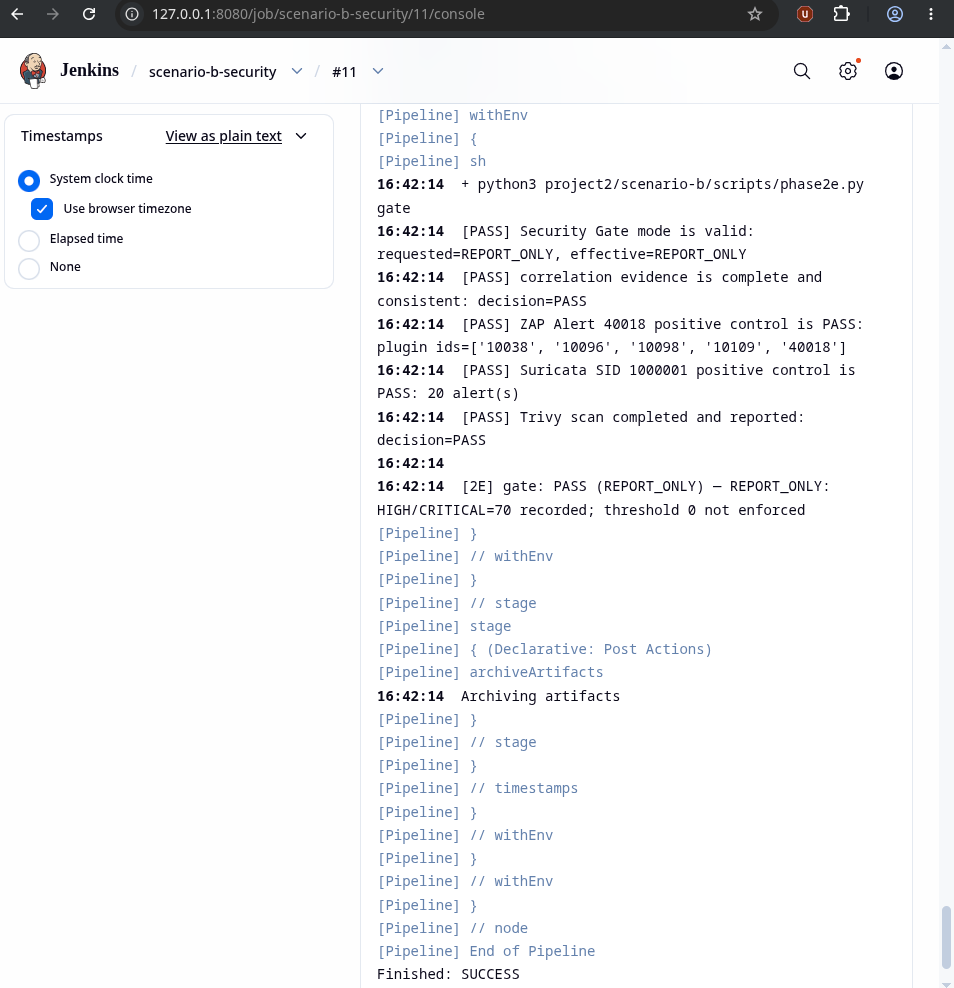 127.0.0.1:8080/job/scenario-b-security/11/console
Jenkins / scenario-b-security / #11
Timestamps View as plain text
System clock time
Use browser timezone
Elapsed time
None
[Pipeline] withEnv
[Pipeline] {
[Pipeline] sh
16:42:14 + python3 project2/scenario-b/scripts/phase2e.py
gate
16:42:14 [PASS] Security Gate mode is valid:
requested=REPORT_ONLY, effective=REPORT_ONLY
16:42:14 [PASS] correlation evidence is complete and
consistent: decision=PASS
16:42:14 [PASS] ZAP Alert 40018 positive control is PASS:
plugin ids=['10038', '10096', '10098', '10109', '40018']
16:42:14 [PASS] Suricata SID 1000001 positive control is
PASS: 20 alert(s)
16:42:14 [PASS] Trivy scan completed and reported:
decision=PASS
16:42:14
16:42:14 [2E] gate: PASS (REPORT_ONLY) — REPORT_ONLY:
HIGH/CRITICAL=70 recorded; threshold 0 not enforced
[Pipeline] }
[Pipeline] // withEnv
[Pipeline] }
[Pipeline] // stage
[Pipeline] stage
[Pipeline] { (Declarative: Post Actions)
[Pipeline] archiveArtifacts
16:42:14 Archiving artifacts
[Pipeline] }
[Pipeline] // stage
[Pipeline] }
[Pipeline] // timestamps
[Pipeline] }
[Pipeline] // withEnv
[Pipeline] }
[Pipeline] // withEnv
[Pipeline] }
[Pipeline] // node
[Pipeline] End of Pipeline
Finished: SUCCESS